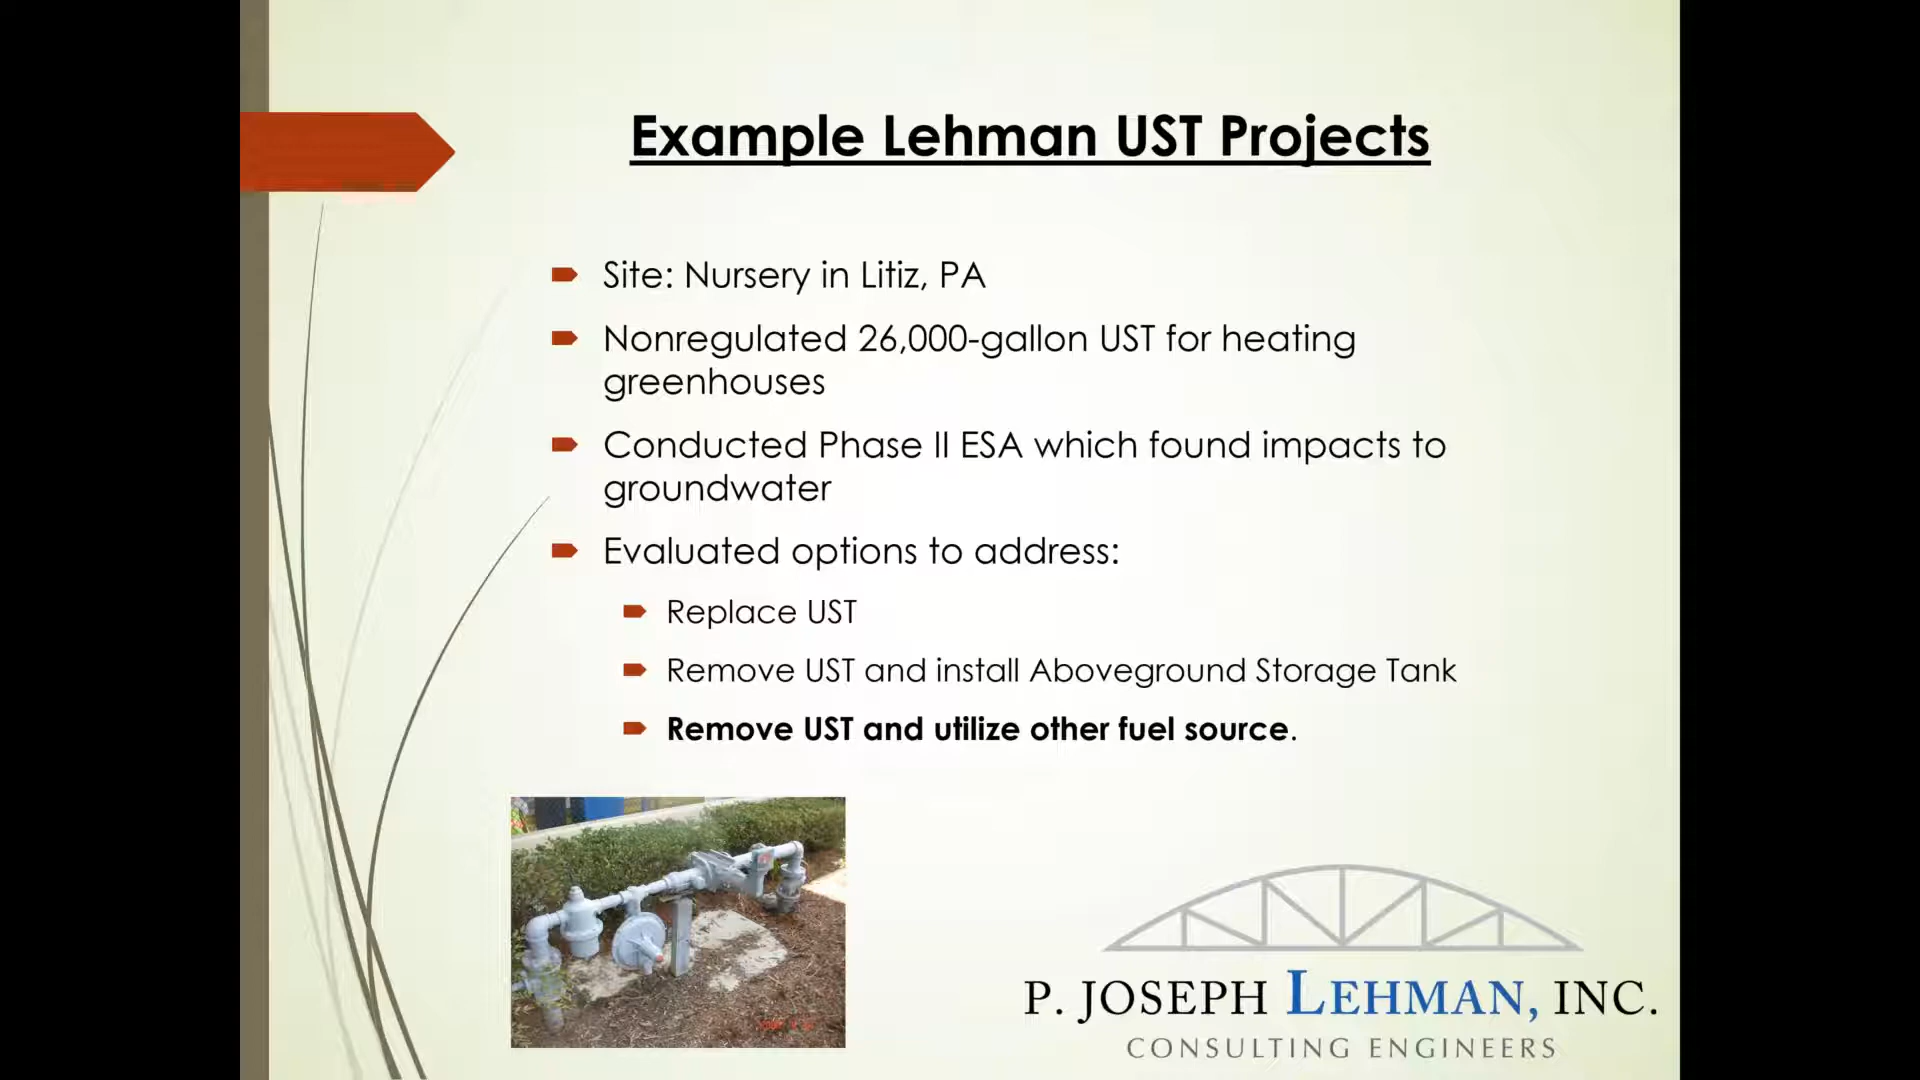 Example Lehman UST Projects
Site: Nursery in Litiz, PA
Nonregulated 26,000-gallon UST for heating
greenhouses
Conducted Phase II ESA which found impacts to
groundwater
Evaluated options to address:
Replace UST
Remove UST and install Aboveground Storage Tank
Remove UST and utilize other fuel source.
P. JOSEPH LEHMAN, INC.
CONSULTING ENGINEERS